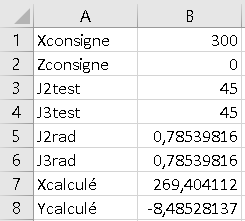 A B
1 Xconsigne 300
2 Zconsigne 0
3 J2test 45
4 J3test 45
5 J2rad 0,78539816
6 J3rad 0,78539816
7 Xcalculé 269,404112
8 Ycalculé -8,48528137